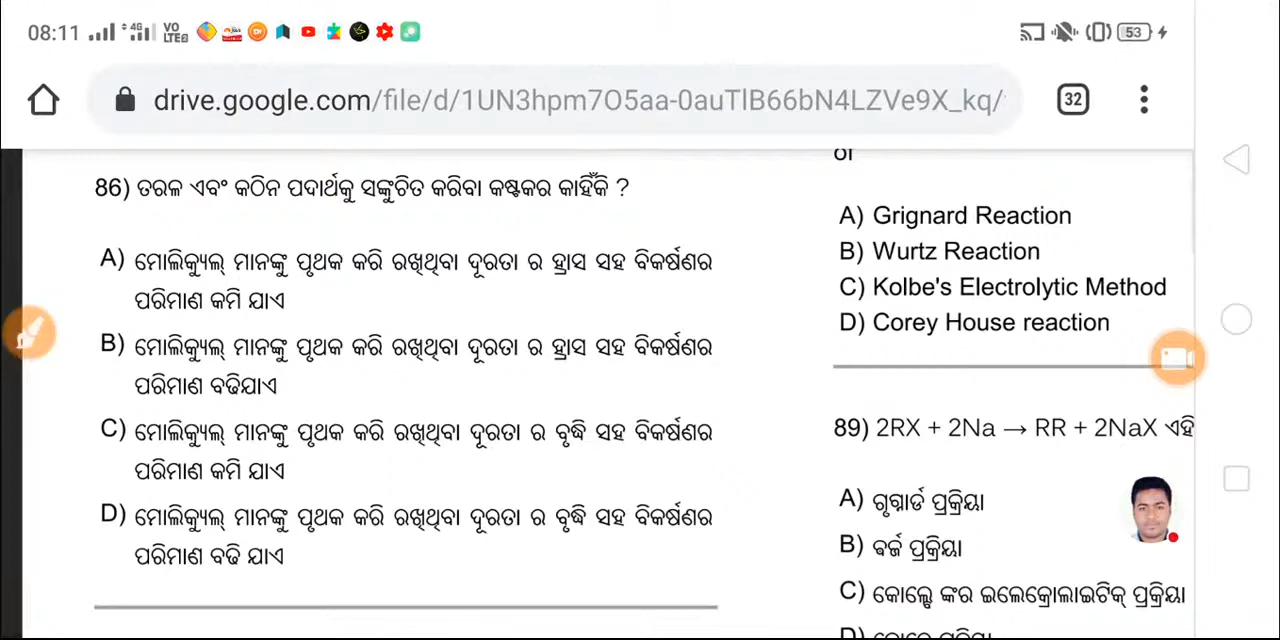 08:11
4G
VO
LTE
53
drive.google.com/file/d/1UN3hpm7O5aa-0auTlB66bN4LZVe9X_kq/
32
86) ତରଳ ଏବଂ କଠିନ ପଦାର୍ଥକୁ ସଙ୍କୁଚିତ କରିବା କଷ୍ଟକର କାହିଁକି ?
A) ମୋଲିକ୍ୟୁଲ୍ ମାନଙ୍କୁ ପୃଥକ କରି ରଖିଥିବା ଦୂରତା ର ହ୍ରାସ ସହ ବିକର୍ଷଣର
ପରିମାଣ କମି ଯାଏ
B) ମୋଲିକ୍ୟୁଲ୍ ମାନଙ୍କୁ ପୃଥକ କରି ରଖିଥିବା ଦୂରତା ର ହ୍ରାସ ସହ ବିକର୍ଷଣର
ପରିମାଣ ବଢିଯାଏ
C) ମୋଲିକ୍ୟୁଲ୍ ମାନଙ୍କୁ ପୃଥକ କରି ରଖିଥିବା ଦୂରତା ର ବୃଦ୍ଧି ସହ ବିକର୍ଷଣର
ପରିମାଣ କମି ଯାଏ
D) ମୋଲିକ୍ୟୁଲ୍ ମାନଙ୍କୁ ପୃଥକ କରି ରଖିଥିବା ଦୂରତା ର ବୃଦ୍ଧି ସହ ବିକର୍ଷଣର
ପରିମାଣ ବଢି ଯାଏ
of
A) Grignard Reaction
B) Wurtz Reaction
C) Kolbe's Electrolytic Method
D) Corey House reaction
89) 2RX + 2Na → RR + 2NaX ଏହି
A) ଗୃଗ୍ନାର୍ଡ ପ୍ରକ୍ରିୟା
B) ୱର୍ଜ ପ୍ରକ୍ରିୟା
C) କୋଲ୍ବେ ଙ୍କର ଇଲେକ୍ରୋଲାଇଟିକ୍ ପ୍ରକ୍ରିୟା
D)